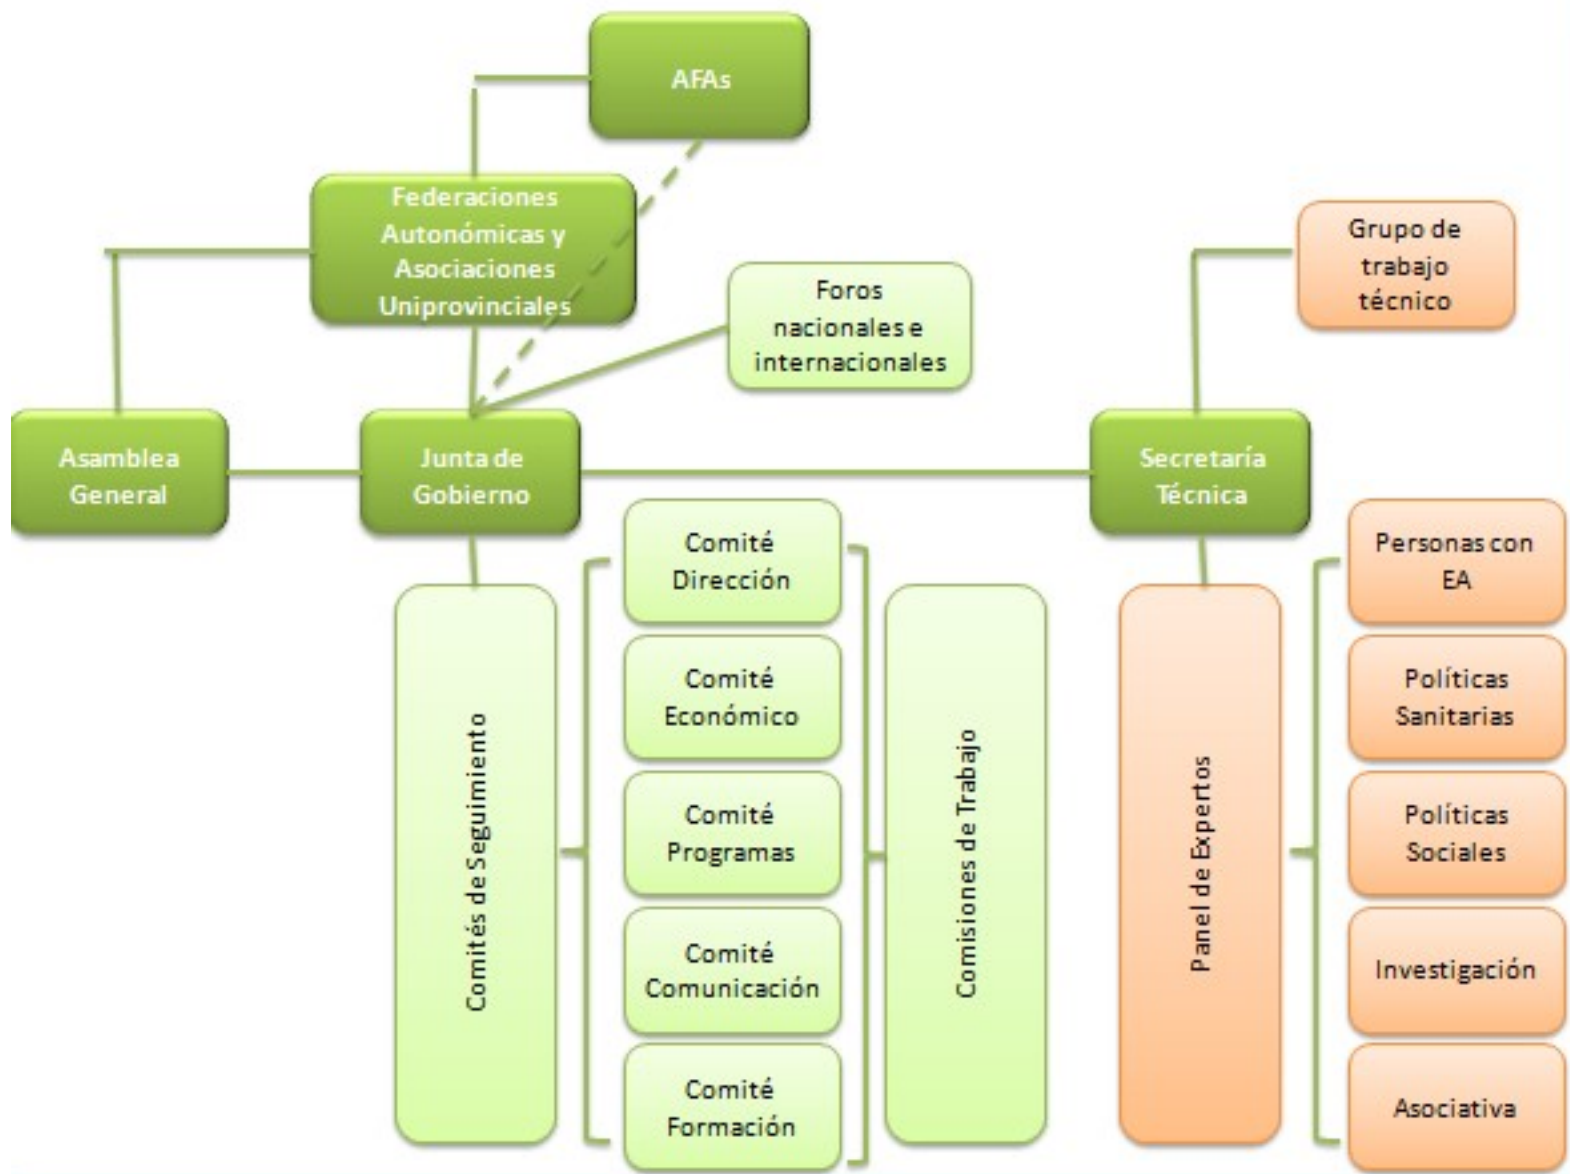 AFAs
Federaciones
Autonómicas y
Asociaciones
Uniprovinciales
Grupo de
trabajo
técnico
Foros
nacionales e
internacionales
Asamblea
General
Junta de
Gobierno
Secretaría
Técnica
Comités de Seguimiento
Comité
Dirección
Comité
Económico
Comité
Programas
Comité
Comunicación
Comité
Formación
Comisiones de Trabajo
Panel de Expertos
Personas con
EA
Políticas
Sanitarias
Políticas
Sociales
Investigación
Asociativa